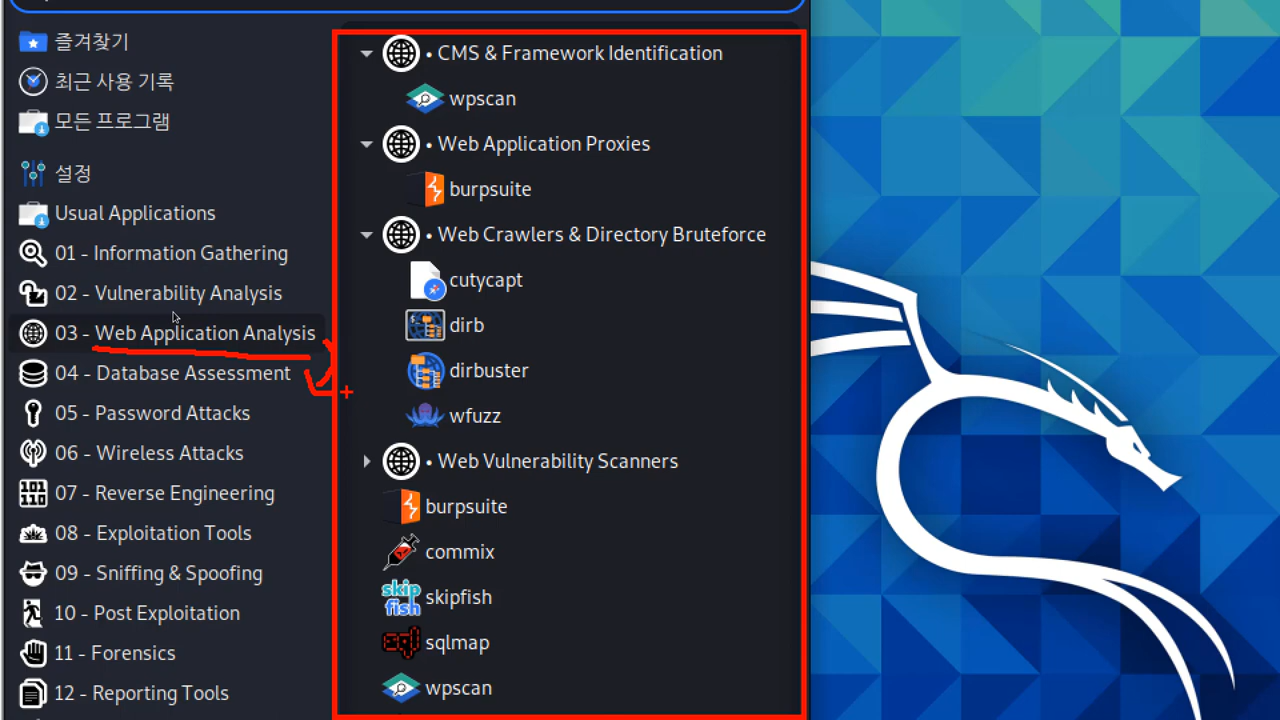 즐겨찾기
최근 사용 기록
모든 프로그램
설정
Usual Applications
01 - Information Gathering
02 - Vulnerability Analysis
03 - Web Application Analysis
04 - Database Assessment
05 - Password Attacks
06 - Wireless Attacks
07 - Reverse Engineering
08 - Exploitation Tools
09 - Sniffing & Spoofing
10 - Post Exploitation
11 - Forensics
12 - Reporting Tools
• CMS & Framework Identification
wpscan
• Web Application Proxies
burpsuite
• Web Crawlers & Directory Bruteforce
cutycapt
dirb
dirbuster
wfuzz
• Web Vulnerability Scanners
burpsuite
commix
skipfish
sqlmap
wpscan